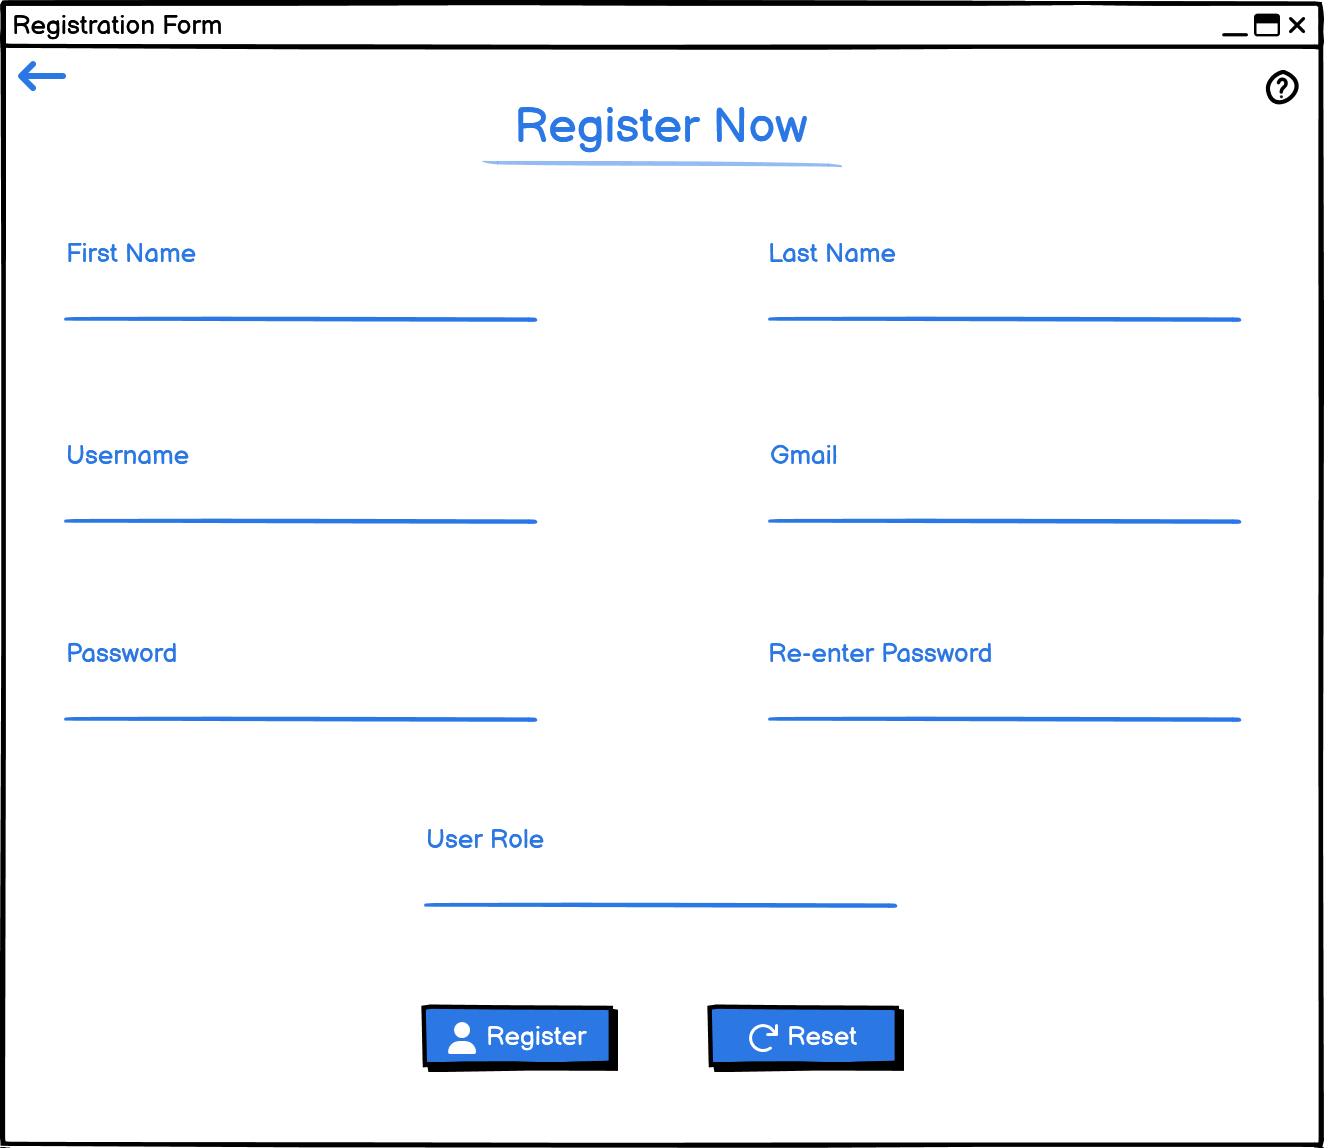 Registration Form
Register Now
First Name
Last Name
Username
Gmail
Password
Re-enter Password
User Role
Register
Reset